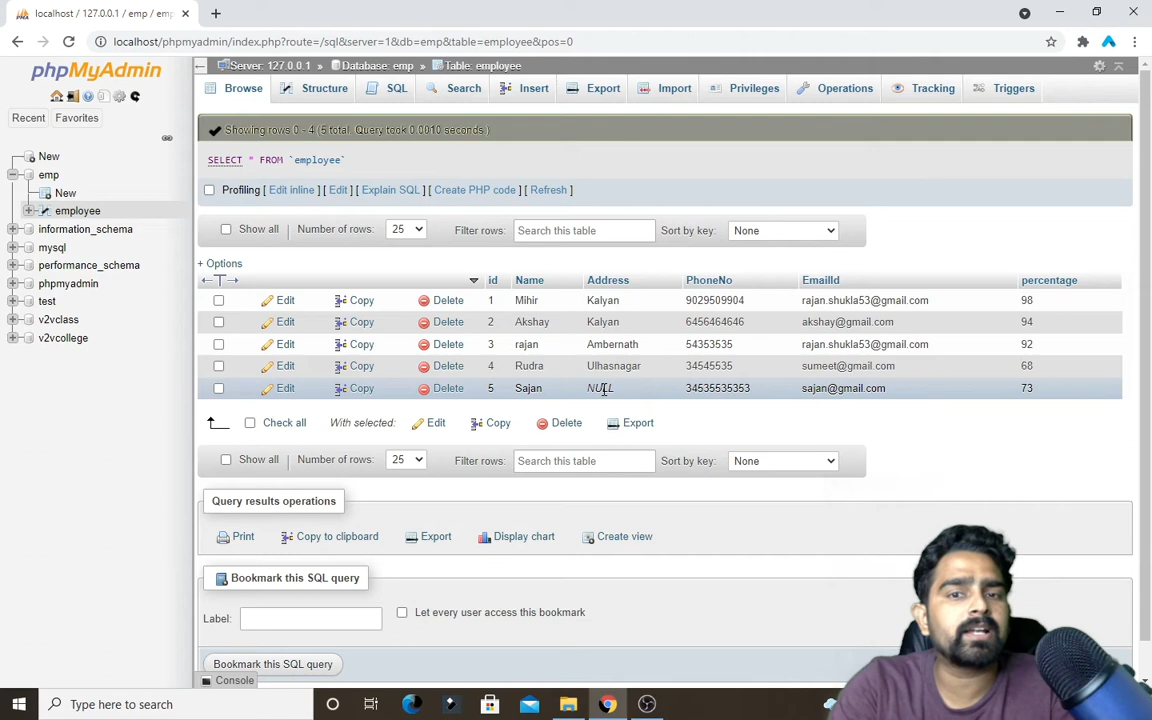 localhost / 127.0.0.1 / emp / emp
localhost/phpmyadmin/index.php?route=/sql&server=1&db=emp&table=employee&pos=0
phpMyAdmin
Recent Favorites
New
emp
New
employee
information_schema
mysql
performance_schema
phpmyadmin
test
v2vclass
v2vcollege
Server: 127.0.0.1 » Database: emp » Table: employee
Browse Structure SQL Search Insert Export Import Privileges Operations Tracking Triggers
Showing rows 0 - 4 (5 total, Query took 0.0010 seconds.)
SELECT * FROM `employee`
Profiling [ Edit inline ] [ Edit ] [ Explain SQL ] [ Create PHP code ] [ Refresh ]
Show all Number of rows: 25 Filter rows: Search this table Sort by key: None
+ Options
id Name Address PhoneNo EmailId percentage
Edit Copy Delete 1 Mihir Kalyan 9029509904 rajan.shukla53@gmail.com 98
Edit Copy Delete 2 Akshay Kalyan 6456464646 akshay@gmail.com 94
Edit Copy Delete 3 rajan Ambernath 54353535 rajan.shukla53@gmail.com 92
Edit Copy Delete 4 Rudra Ulhasnagar 34545535 sumeet@gmail.com 68
Edit Copy Delete 5 Sajan NULL 34535535353 sajan@gmail.com 73
Check all With selected: Edit Copy Delete Export
Show all Number of rows: 25 Filter rows: Search this table Sort by key: None
Query results operations
Print Copy to clipboard Export Display chart Create view
Bookmark this SQL query
Label: Let every user access this bookmark
Bookmark this SQL query
Console
Type here to search